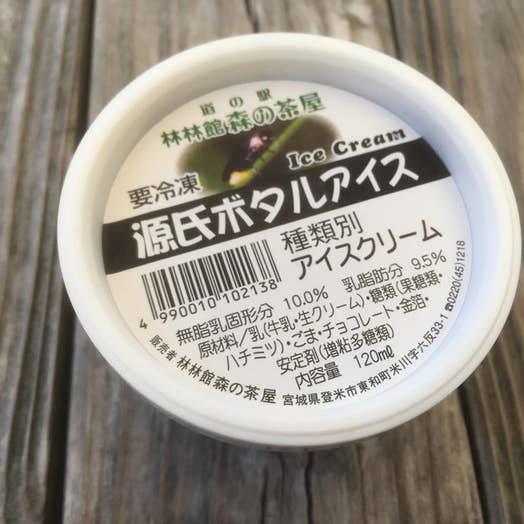 道の駅
林林館森の茶屋
Ice Cream
要冷凍
源氏ボタルアイス
種類別
アイスクリーム
4 990010 102138
無脂乳固形分 10.0% 乳脂肪分 9.5%
原材料/乳(牛乳・生クリーム)・糖類(果糖類・
ハチミツ)・ごま・チョコレート・金箔・
安定剤(増粘多糖類)
内容量 120mℓ
販売者 林林館森の茶屋 宮城県登米市東和町米川字六反33-1 ☎0220(45)1218